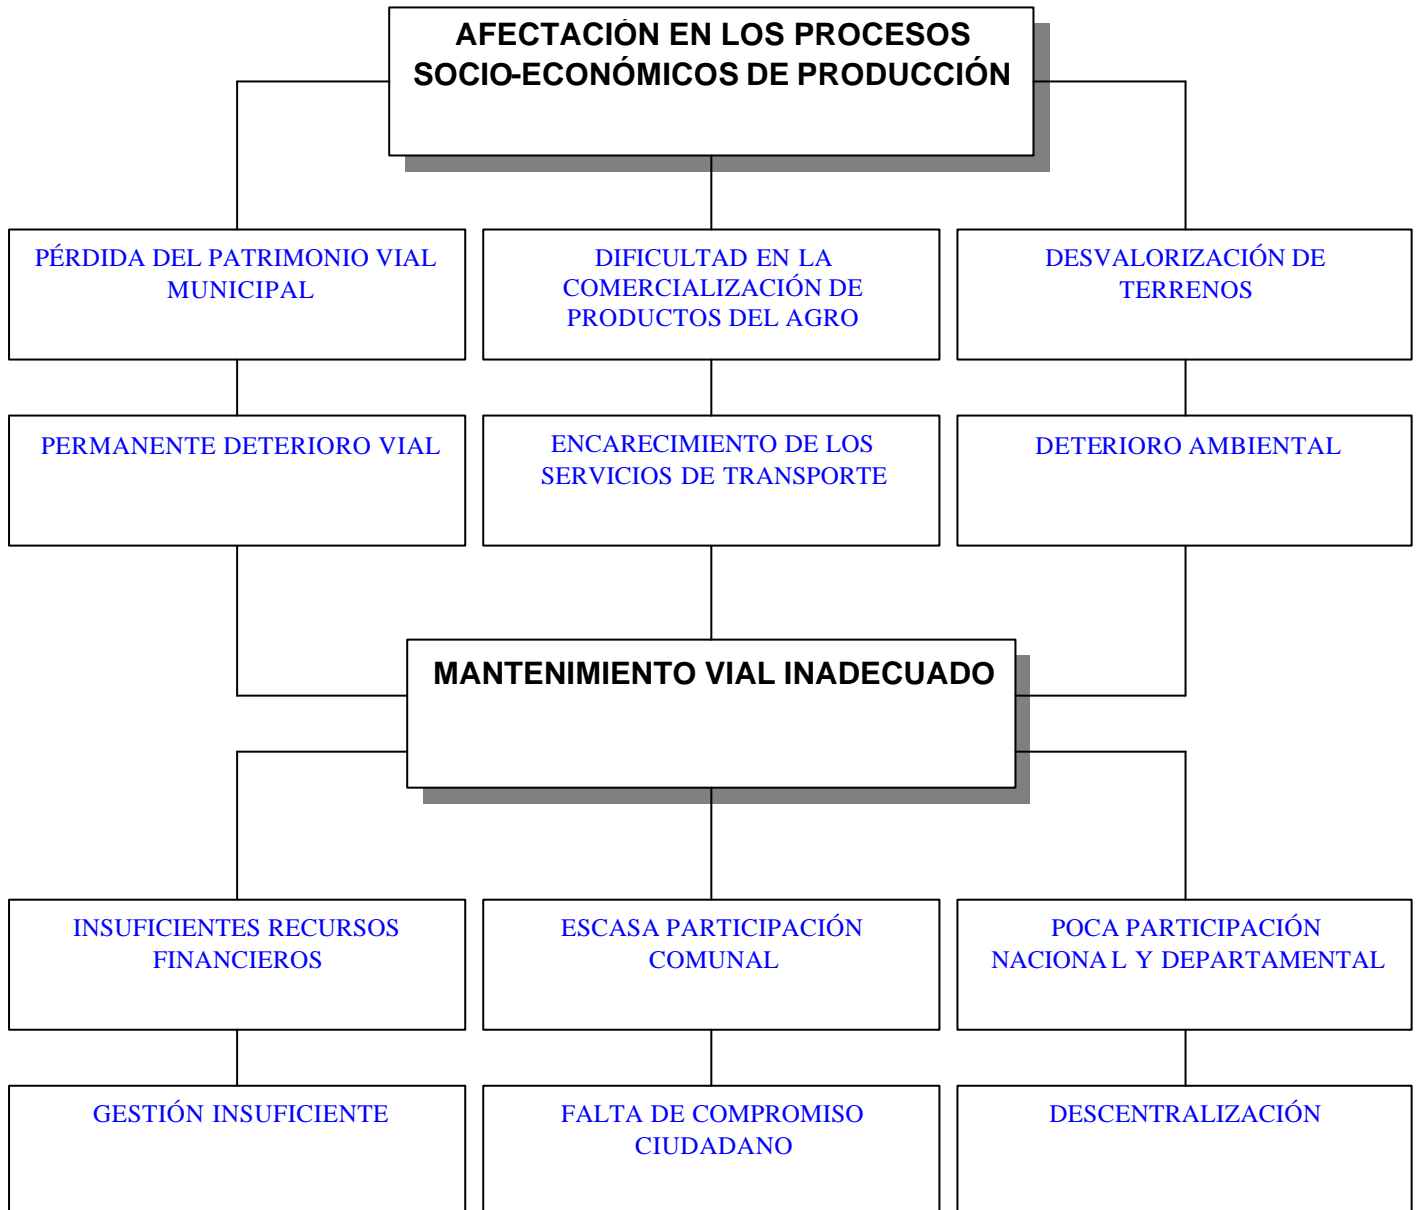 AFECTACIÓN EN LOS PROCESOS
SOCIO-ECONÓMICOS DE PRODUCCIÓN
PÉRDIDA DEL PATRIMONIO VIAL
MUNICIPAL
DIFICULTAD EN LA
COMERCIALIZACIÓN DE
PRODUCTOS DEL AGRO
DESVALORIZACIÓN DE
TERRENOS
PERMANENTE DETERIORO VIAL
ENCARECIMIENTO DE LOS
SERVICIOS DE TRANSPORTE
DETERIORO AMBIENTAL
MANTENIMIENTO VIAL INADECUADO
INSUFICIENTES RECURSOS
FINANCIEROS
ESCASA PARTICIPACIÓN
COMUNAL
POCA PARTICIPACIÓN
NACIONAL Y DEPARTAMENTAL
GESTIÓN INSUFICIENTE
FALTA DE COMPROMISO
CIUDADANO
DESCENTRALIZACIÓN